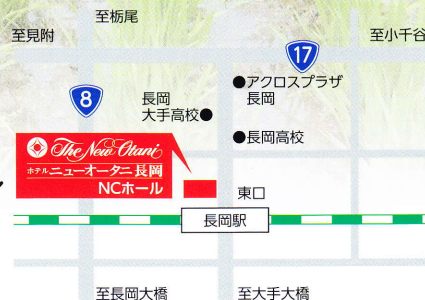 至栃尾
至見附
至小千谷
17
アクロスプラザ
長岡
8
長岡
大手高校
長岡高校
The New Otani
ホテルニューオータニ長岡
NCホール
東口
長岡駅
至長岡大橋
至大手大橋